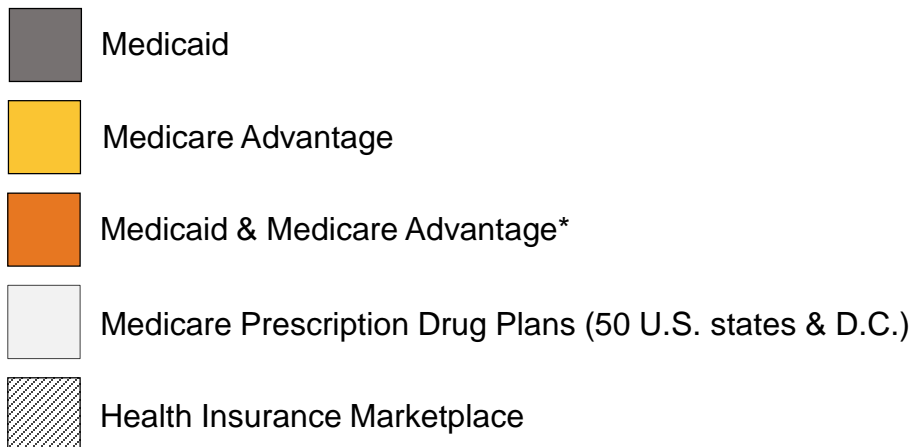 Medicaid
Medicare Advantage
Medicaid & Medicare Advantage*
Medicare Prescription Drug Plans (50 U.S. states & D.C.)
Health Insurance Marketplace